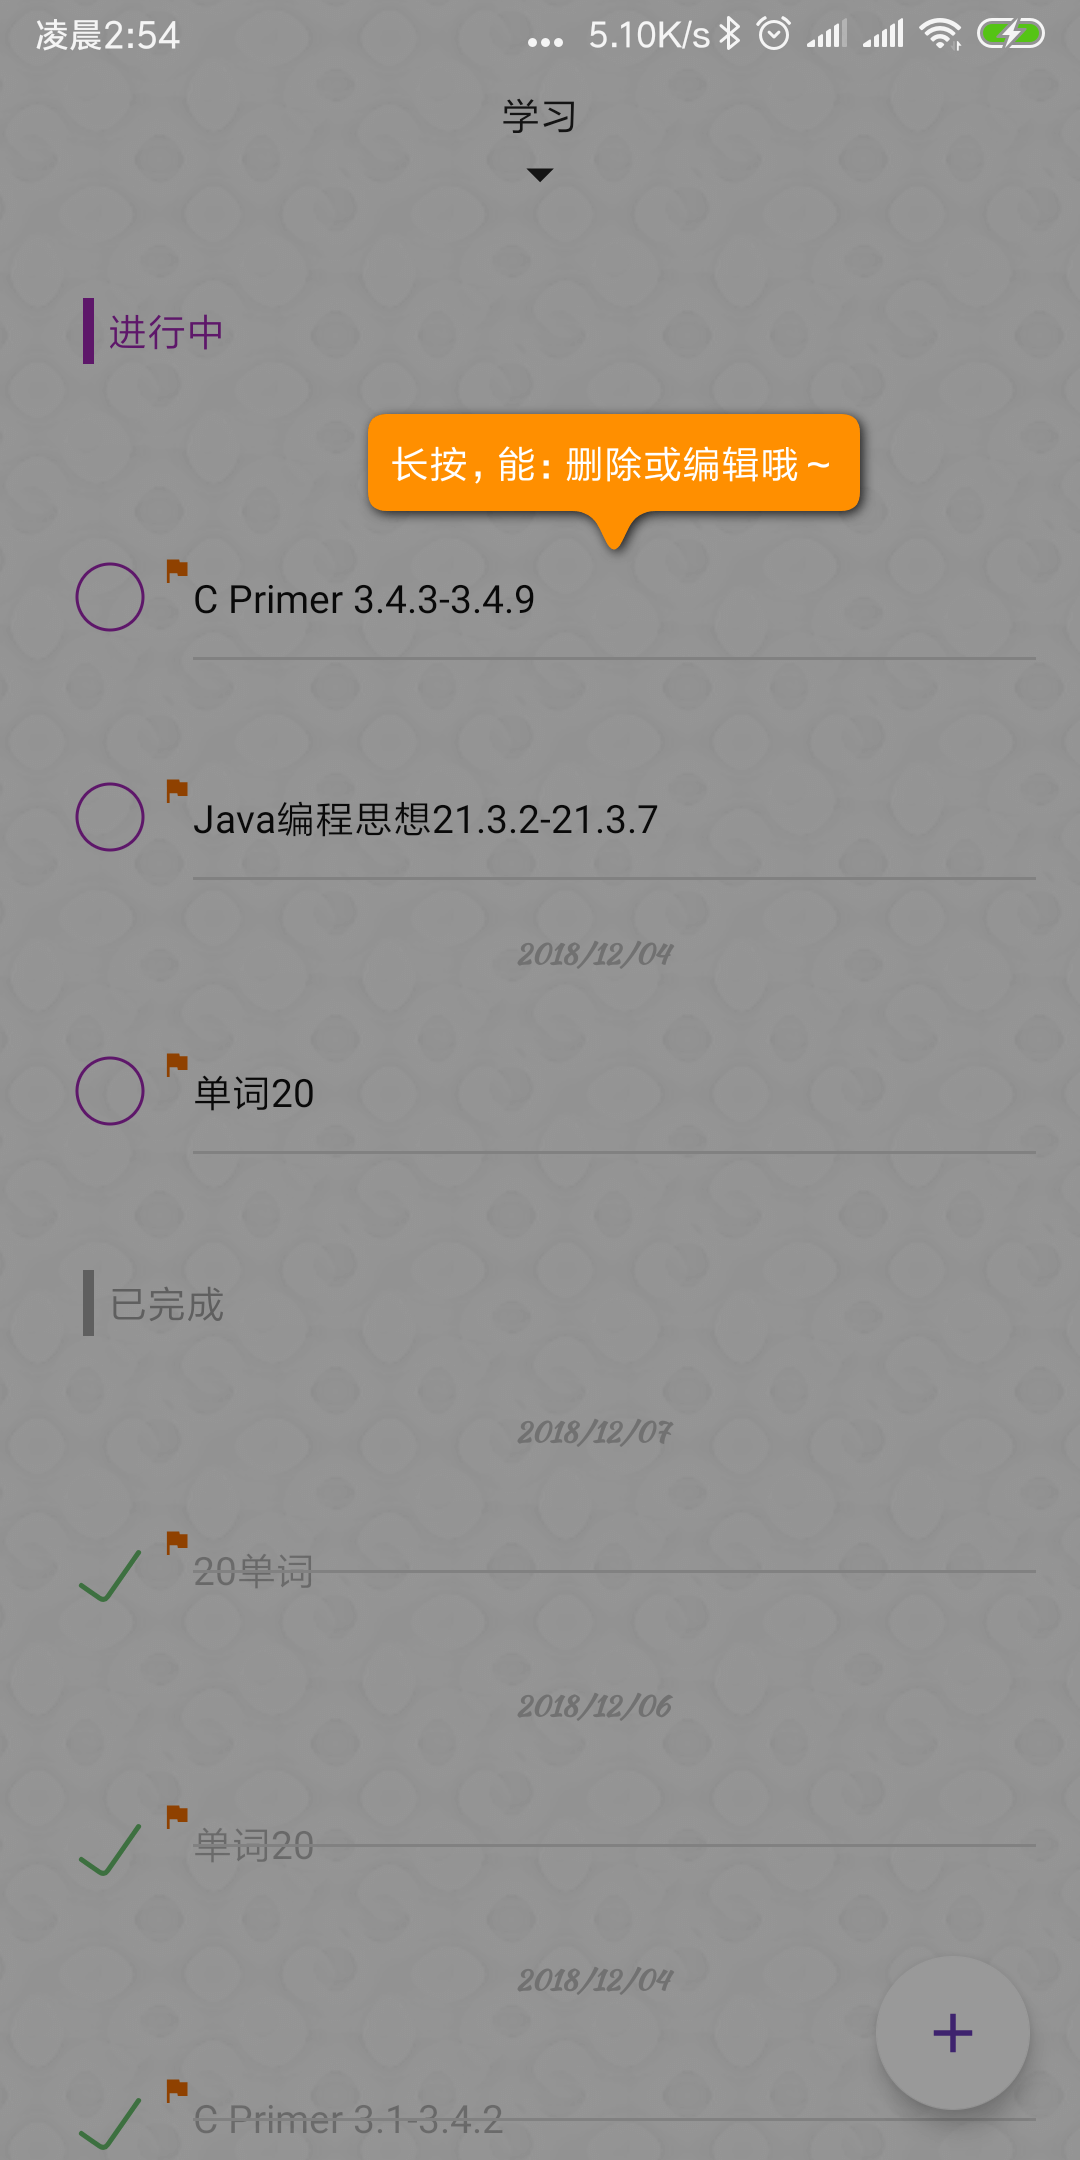 凌晨2:54
5.10K/s
学习
进行中
长按, 能: 删除或编辑哦~
C Primer 3.4.3-3.4.9
Java编程思想21.3.2-21.3.7
2018/12/04
单词20
已完成
2018/12/07
20单词
2018/12/06
单词20
2018/12/04
C Primer 3.1-3.4.2